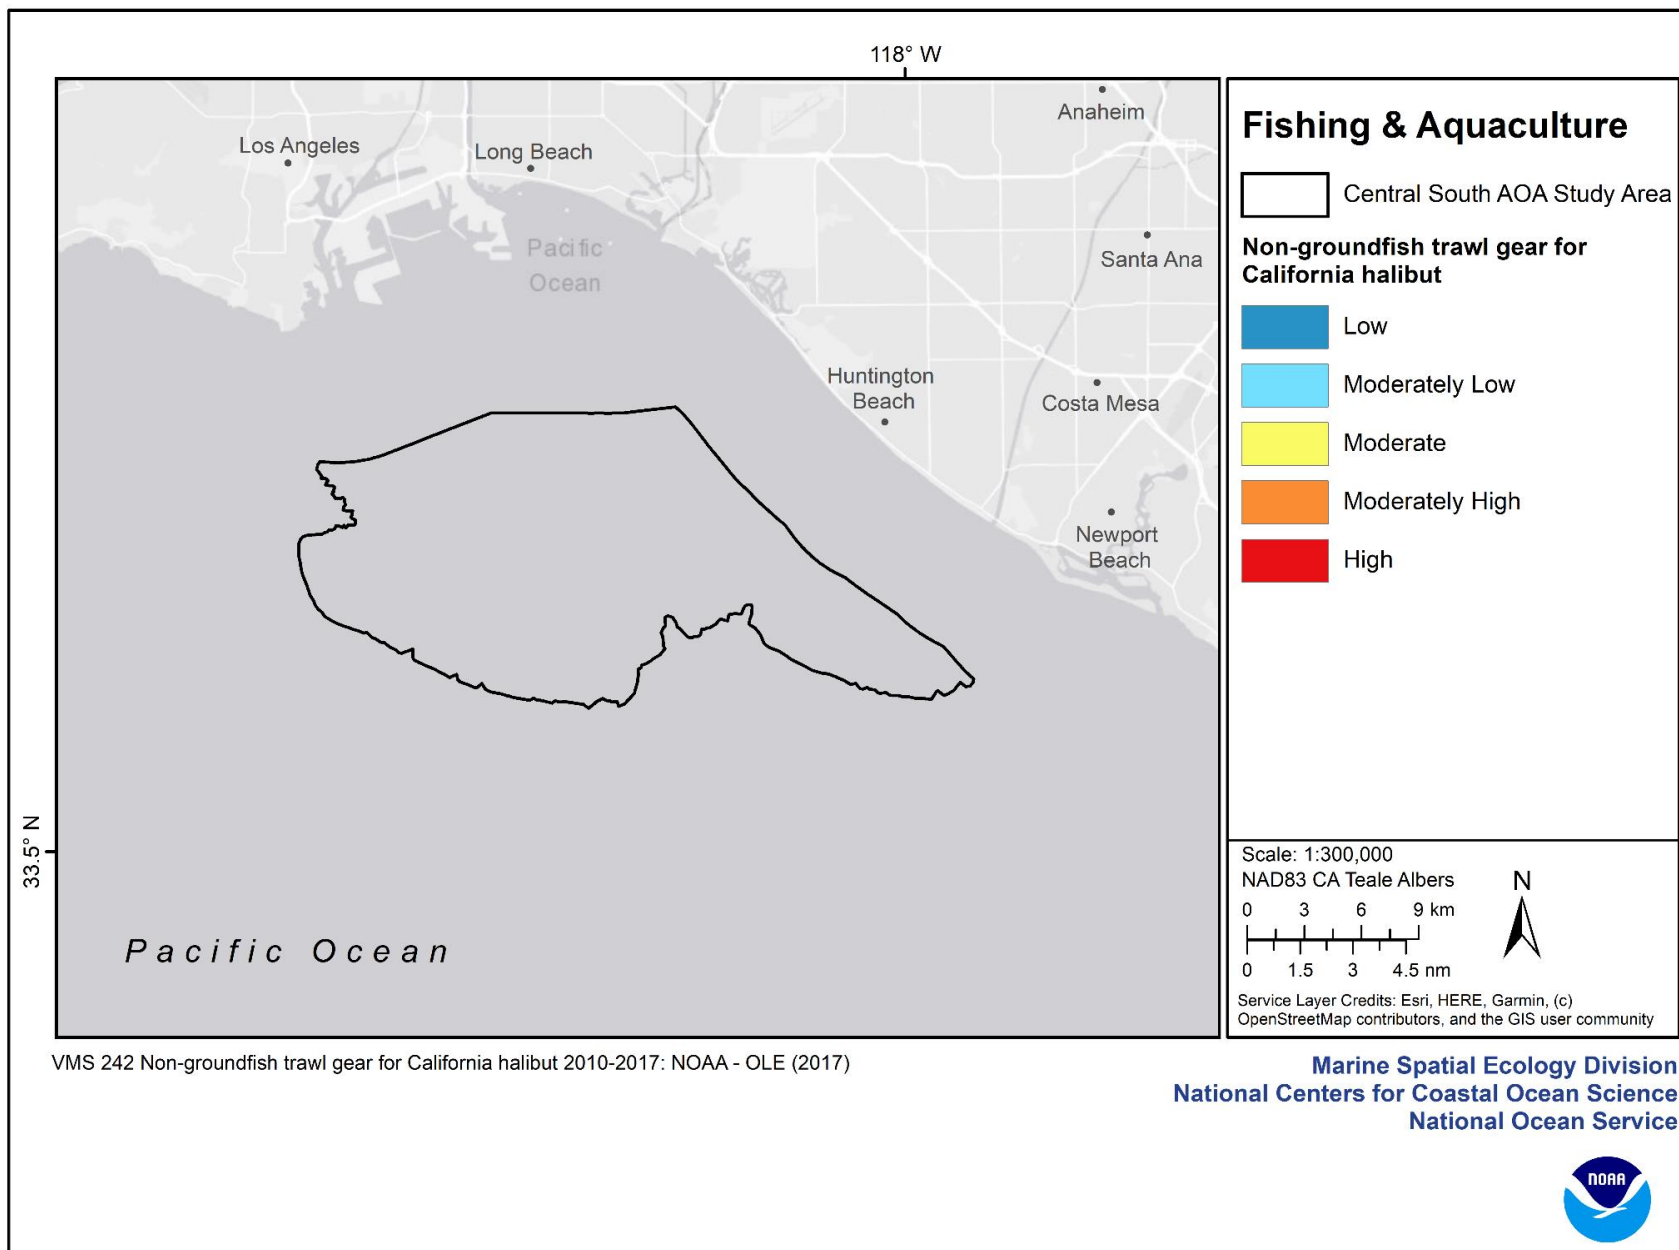 118° W
Anaheim
Los Angeles
Long Beach
Pacific
Ocean
Santa Ana
Huntington
Beach
Costa Mesa
Newport
Beach
33.5° N
Pacific Ocean
Fishing & Aquaculture
Central South AOA Study Area
Non-groundfish trawl gear for
California halibut
Low
Moderately Low
Moderate
Moderately High
High
Scale: 1:300,000
NAD83 CA Teale Albers
N
0 3 6 9 km
0 1.5 3 4.5 nm
Service Layer Credits: Esri, HERE, Garmin, (c)
OpenStreetMap contributors, and the GIS user community
VMS 242 Non-groundfish trawl gear for California halibut 2010-2017: NOAA - OLE (2017)
Marine Spatial Ecology Division
National Centers for Coastal Ocean Science
National Ocean Service
NOAA